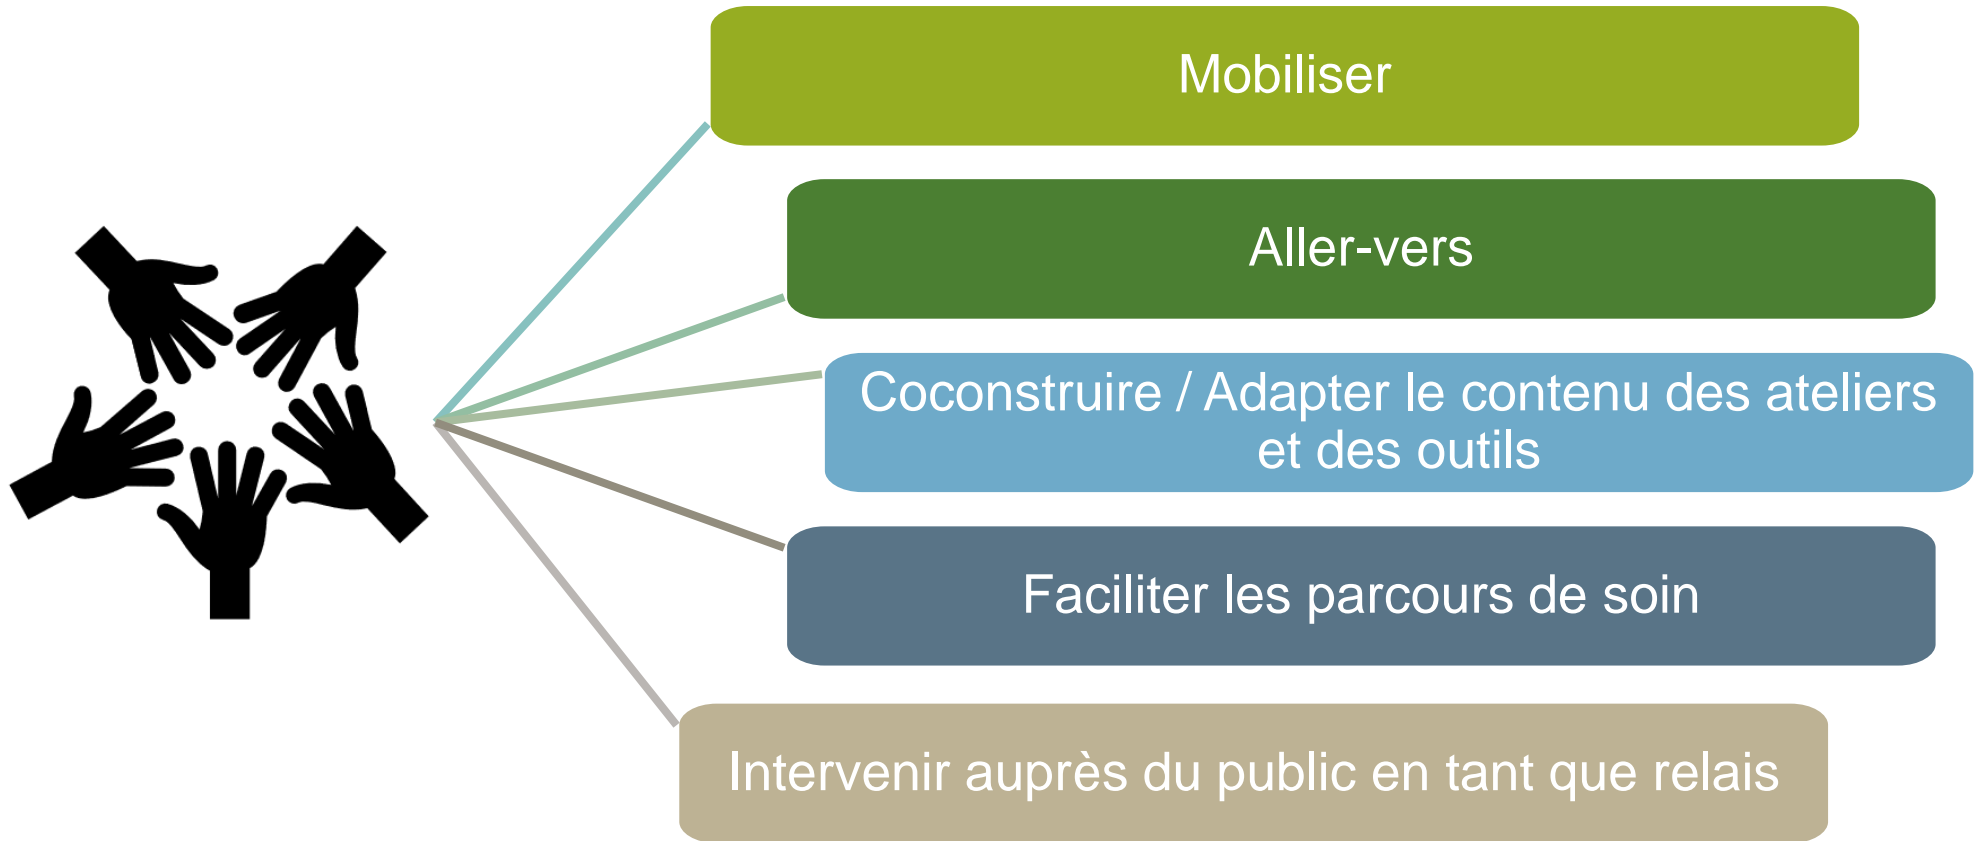 Mobiliser
Aller-vers
Coconstruire / Adapter le contenu des ateliers
et des outils
Faciliter les parcours de soin
Intervenir auprès du public en tant que relais